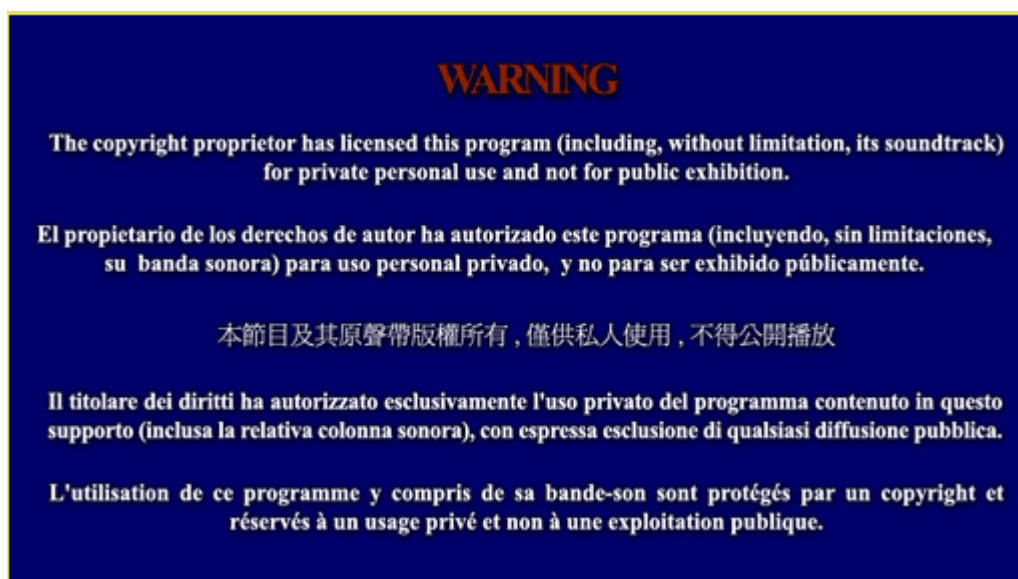 WARNING
The copyright proprietor has licensed this program (including, without limitation, its soundtrack)
for private personal use and not for public exhibition.
El propietario de los derechos de autor ha autorizado este programa (incluyendo, sin limitaciones,
su banda sonora) para uso personal privado, y no para ser exhibido públicamente.
本節目及其原聲帶版權所有 , 僅供私人使用 , 不得公開播放
Il titolare dei diritti ha autorizzato esclusivamente l'uso privato del programma contenuto in questo
supporto (inclusa la relativa colonna sonora), con espressa esclusione di qualsiasi diffusione pubblica.
L'utilisation de ce programme y compris de sa bande-son sont protégés par un copyright et
réservés à un usage privé et non à une exploitation publique.